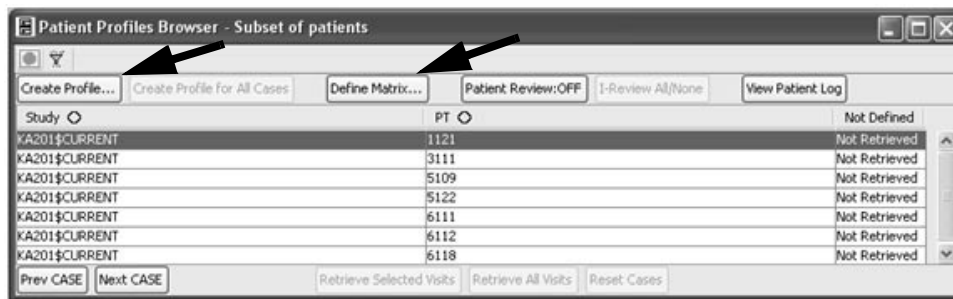 Patient Profiles Browser - Subset of patients
Create Profile... Create Profile for All Cases Define Matrix... Patient Review:OFF I-Review All/None View Patient Log
Study PT Not Defined
KA201$CURRENT 1121 Not Retrieved
KA201$CURRENT 3111 Not Retrieved
KA201$CURRENT 5109 Not Retrieved
KA201$CURRENT 5122 Not Retrieved
KA201$CURRENT 6111 Not Retrieved
KA201$CURRENT 6112 Not Retrieved
KA201$CURRENT 6118 Not Retrieved
Prev CASE Next CASE Retrieve Selected Visits Retrieve All Visits Reset Cases